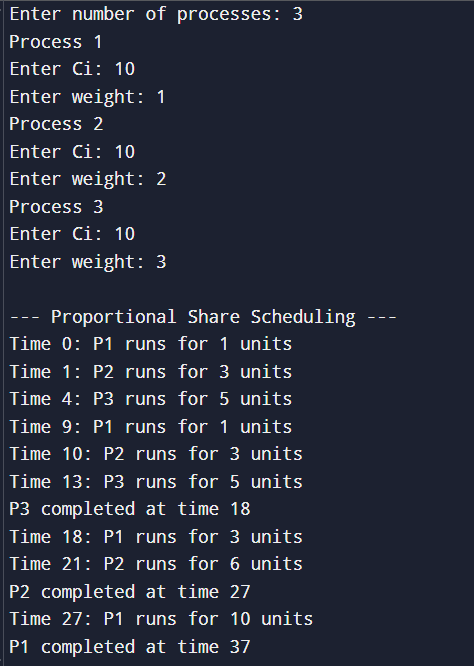 Enter number of processes: 3
Process 1
Enter Ci: 10
Enter weight: 1
Process 2
Enter Ci: 10
Enter weight: 2
Process 3
Enter Ci: 10
Enter weight: 3
--- Proportional Share Scheduling ---
Time 0: P1 runs for 1 units
Time 1: P2 runs for 3 units
Time 4: P3 runs for 5 units
Time 9: P1 runs for 1 units
Time 10: P2 runs for 3 units
Time 13: P3 runs for 5 units
P3 completed at time 18
Time 18: P1 runs for 3 units
Time 21: P2 runs for 6 units
P2 completed at time 27
Time 27: P1 runs for 10 units
P1 completed at time 37